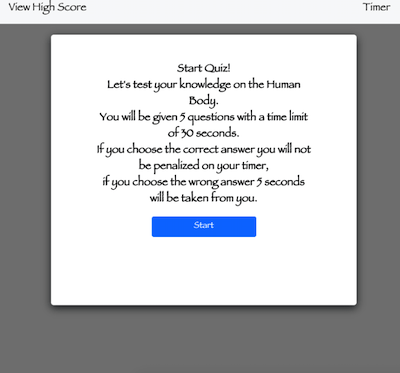 View High Score
Timer
Start Quiz!
Let's test your knowledge on the Human
Body.
You will be given 5 questions with a time limit
of 30 seconds.
If you choose the correct answer you will not
be penalized on your timer,
if you choose the wrong answer 5 seconds
will be taken from you.
Start